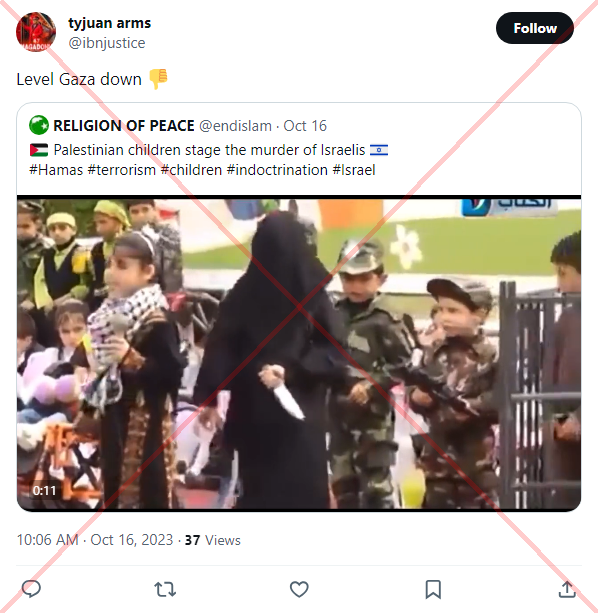 tyjuan arms
@ibnjustice
Follow
Level Gaza down 👎
RELIGION OF PEACE @endislam · Oct 16
🇵🇸 Palestinian children stage the murder of Israelis 🇮🇱
#Hamas #terrorism #children #indoctrination #Israel
الكتاب
0:11
10:06 AM · Oct 16, 2023 · 37 Views